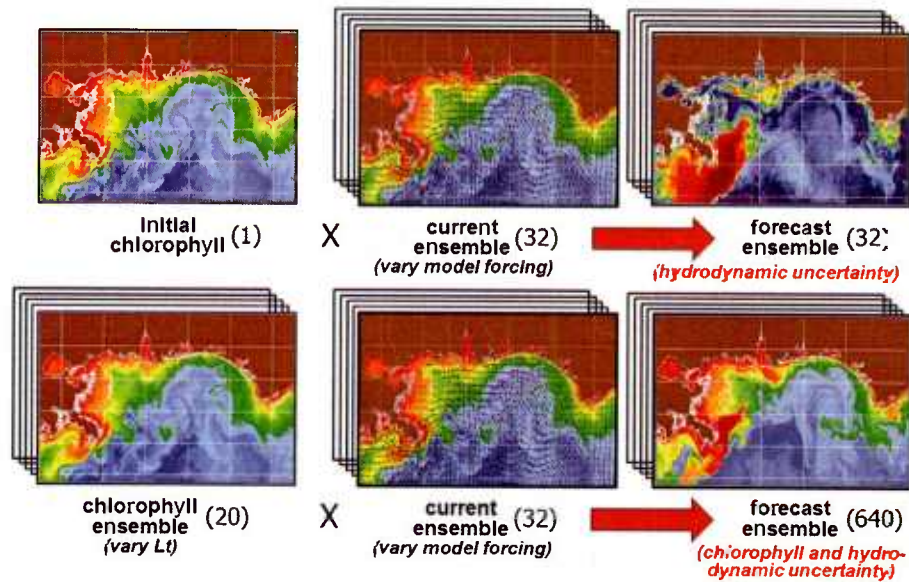 initial
chlorophyll (1)
X
current
ensemble (32)
(vary model forcing)
forecast
ensemble (32)
(hydrodynamic uncertainty)
chlorophyll
ensemble (20)
(vary Lt)
X
current
ensemble (32)
(vary model forcing)
forecast
ensemble (640)
(chlorophyll and hydro-
dynamic uncertainty)